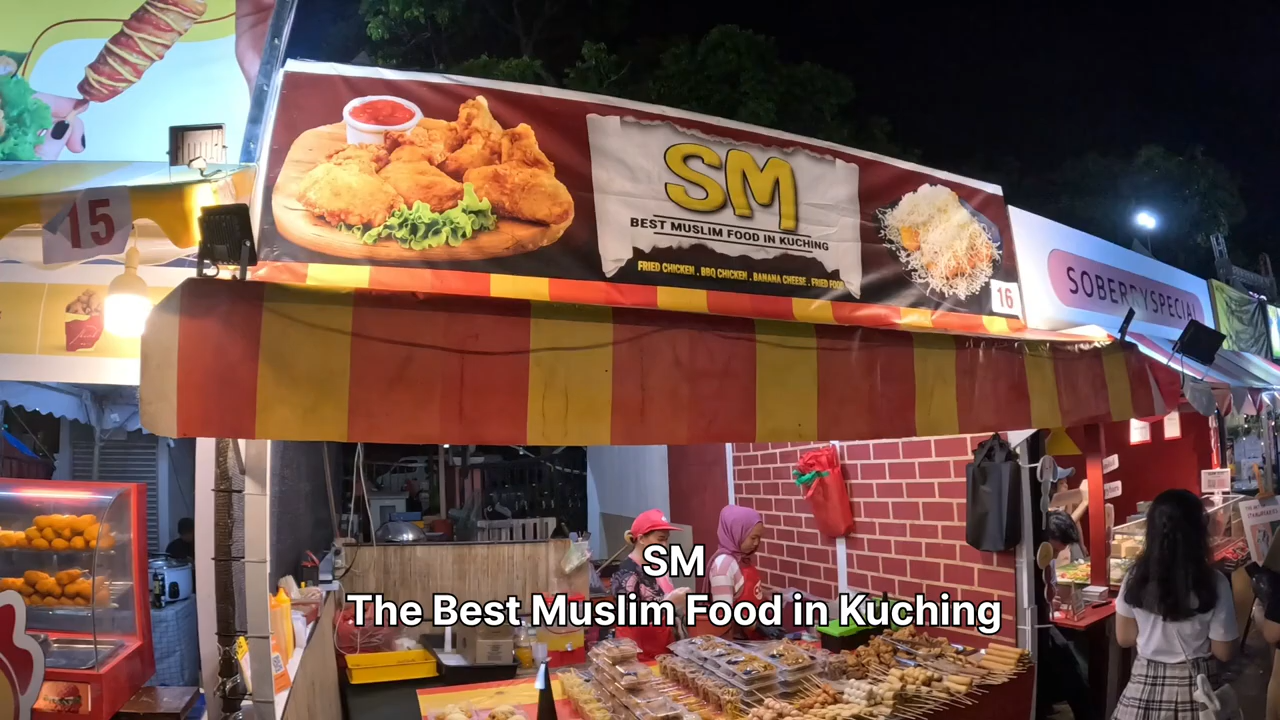 15
SM
BEST MUSLIM FOOD IN KUCHING
FRIED CHICKEN . BBQ CHICKEN . BANANA CHEESE . FRIED FOOD
16
SOBERRYSPECIAL
SM
The Best Muslim Food in Kuching